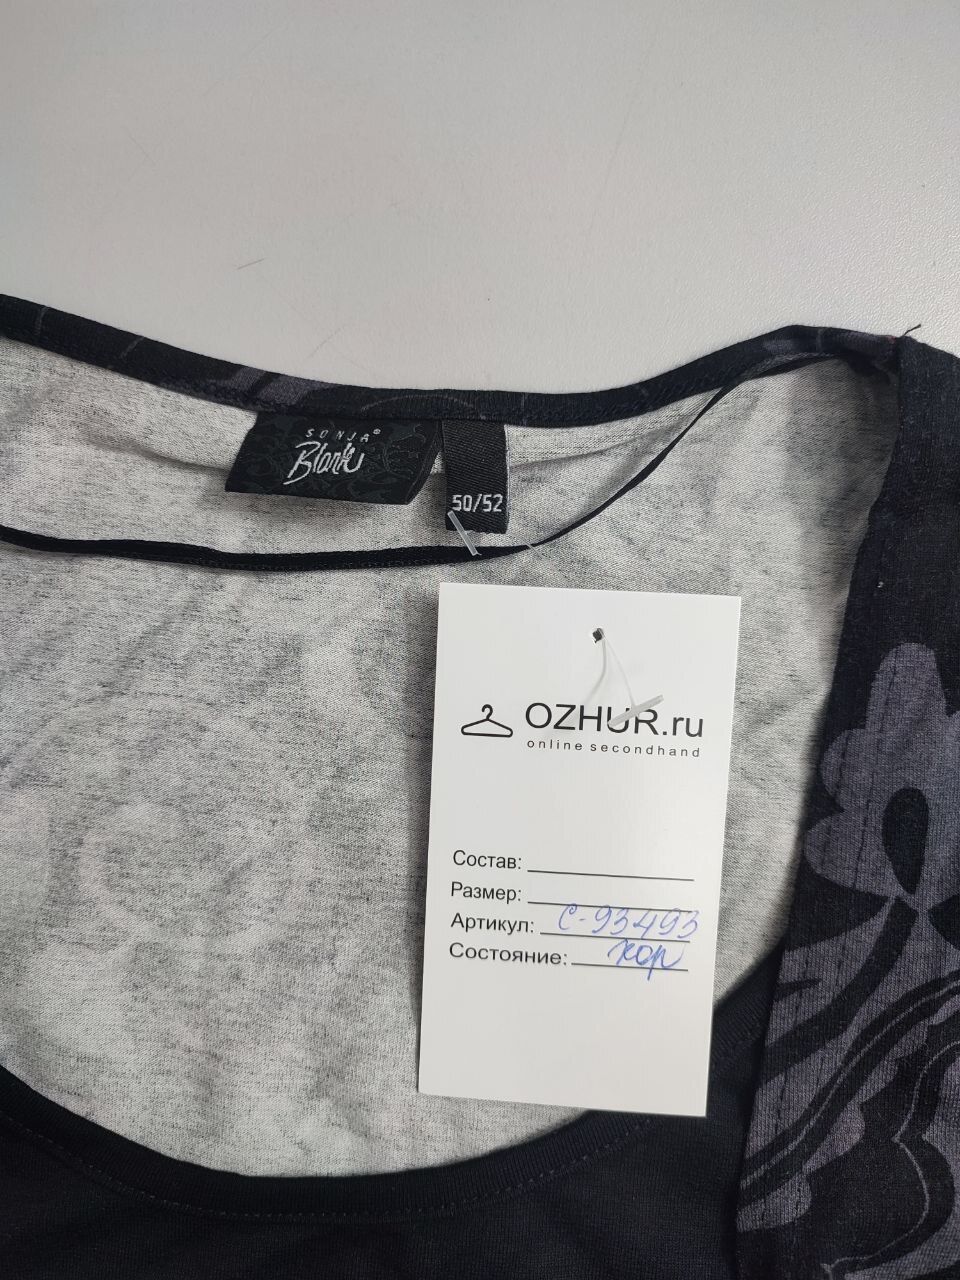 SONJA®
Blank
50/52
OZHUR.ru
online secondhand
Состав:
Размер:
Артикул: С-93493
Состояние: хор